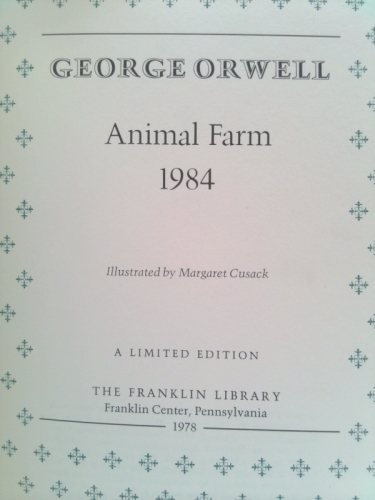 GEORGE ORWELL
Animal Farm
1984
Illustrated by Margaret Cusack
A LIMITED EDITION
THE FRANKLIN LIBRARY
Franklin Center, Pennsylvania
1978